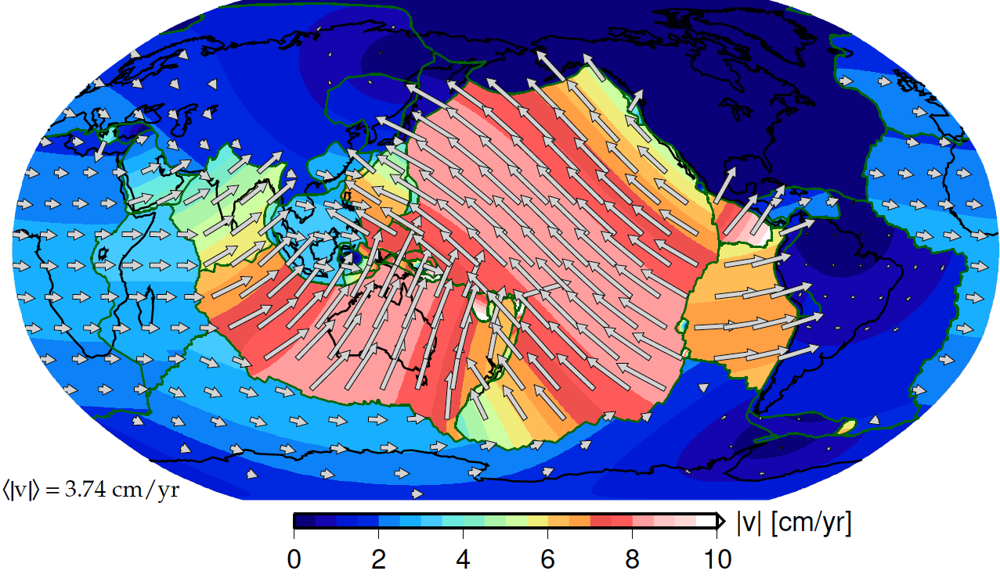 ⟨|v|⟩ = 3.74 cm/yr
|v| [cm/yr]
0 2 4 6 8 10